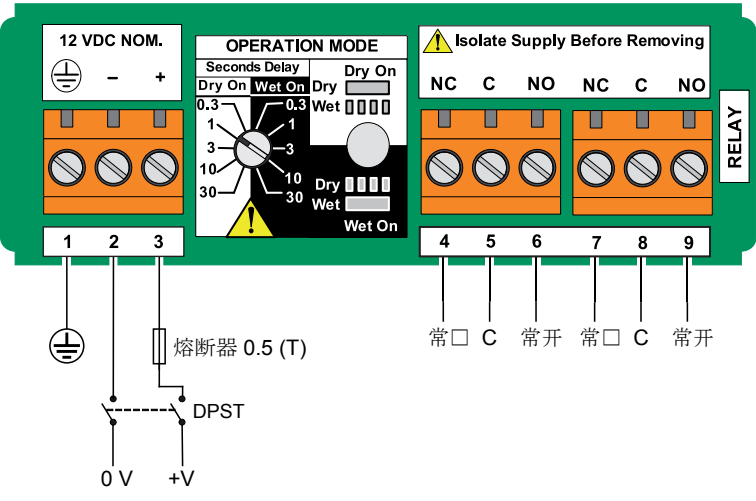 12 VDC NOM.
- +
OPERATION MODE
Seconds Delay
Dry On Wet On
0.3 0.3
1 1
3 3
10 10
30 30
Dry On
Dry
Wet
Dry
Wet
Wet On
Isolate Supply Before Removing
NC C NO NC C NO
RELAY
1 2 3
4 5 6 7 8 9
常□ C 常开 常□ C 常开
熔断器 0.5 (T)
DPST
0 V +V